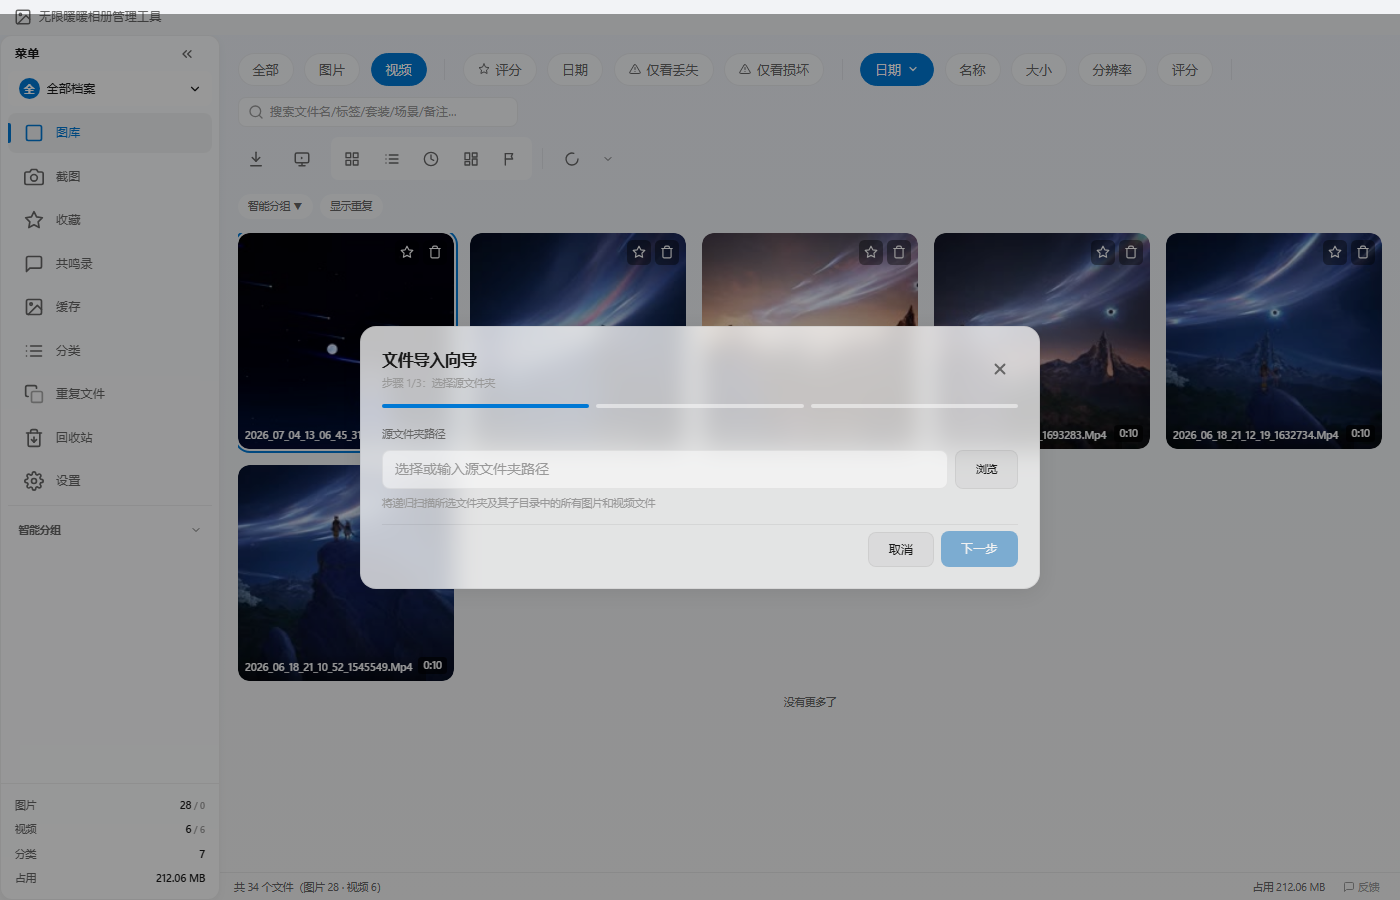 无限暖暖相册管理工具
菜单
全 全部档案
图库
截图
收藏
共鸣录
缓存
分类
重复文件
回收站
设置
智能分组
图片 28 / 0
视频 6 / 6
分类 7
占用 212.06 MB
全部 图片 视频 评分 日期 仅看丢失 仅看损坏 日期 名称 大小 分辨率 评分
搜索文件名/标签/套装/场景/备注...
智能分组▼ 显示重复
2026_07_04_13_06_45_31
_1693283.Mp4 0:10
2026_06_18_21_12_19_1632734.Mp4 0:10
2026_06_18_21_10_52_1545549.Mp4 0:10
文件导入向导
步骤 1/3：选择源文件夹
源文件夹路径
选择或输入源文件夹路径 浏览
将递归扫描所选文件夹及其子目录中的所有图片和视频文件
取消 下一步
没有更多了
共 34 个文件（图片 28 · 视频 6）
占用 212.06 MB 反馈